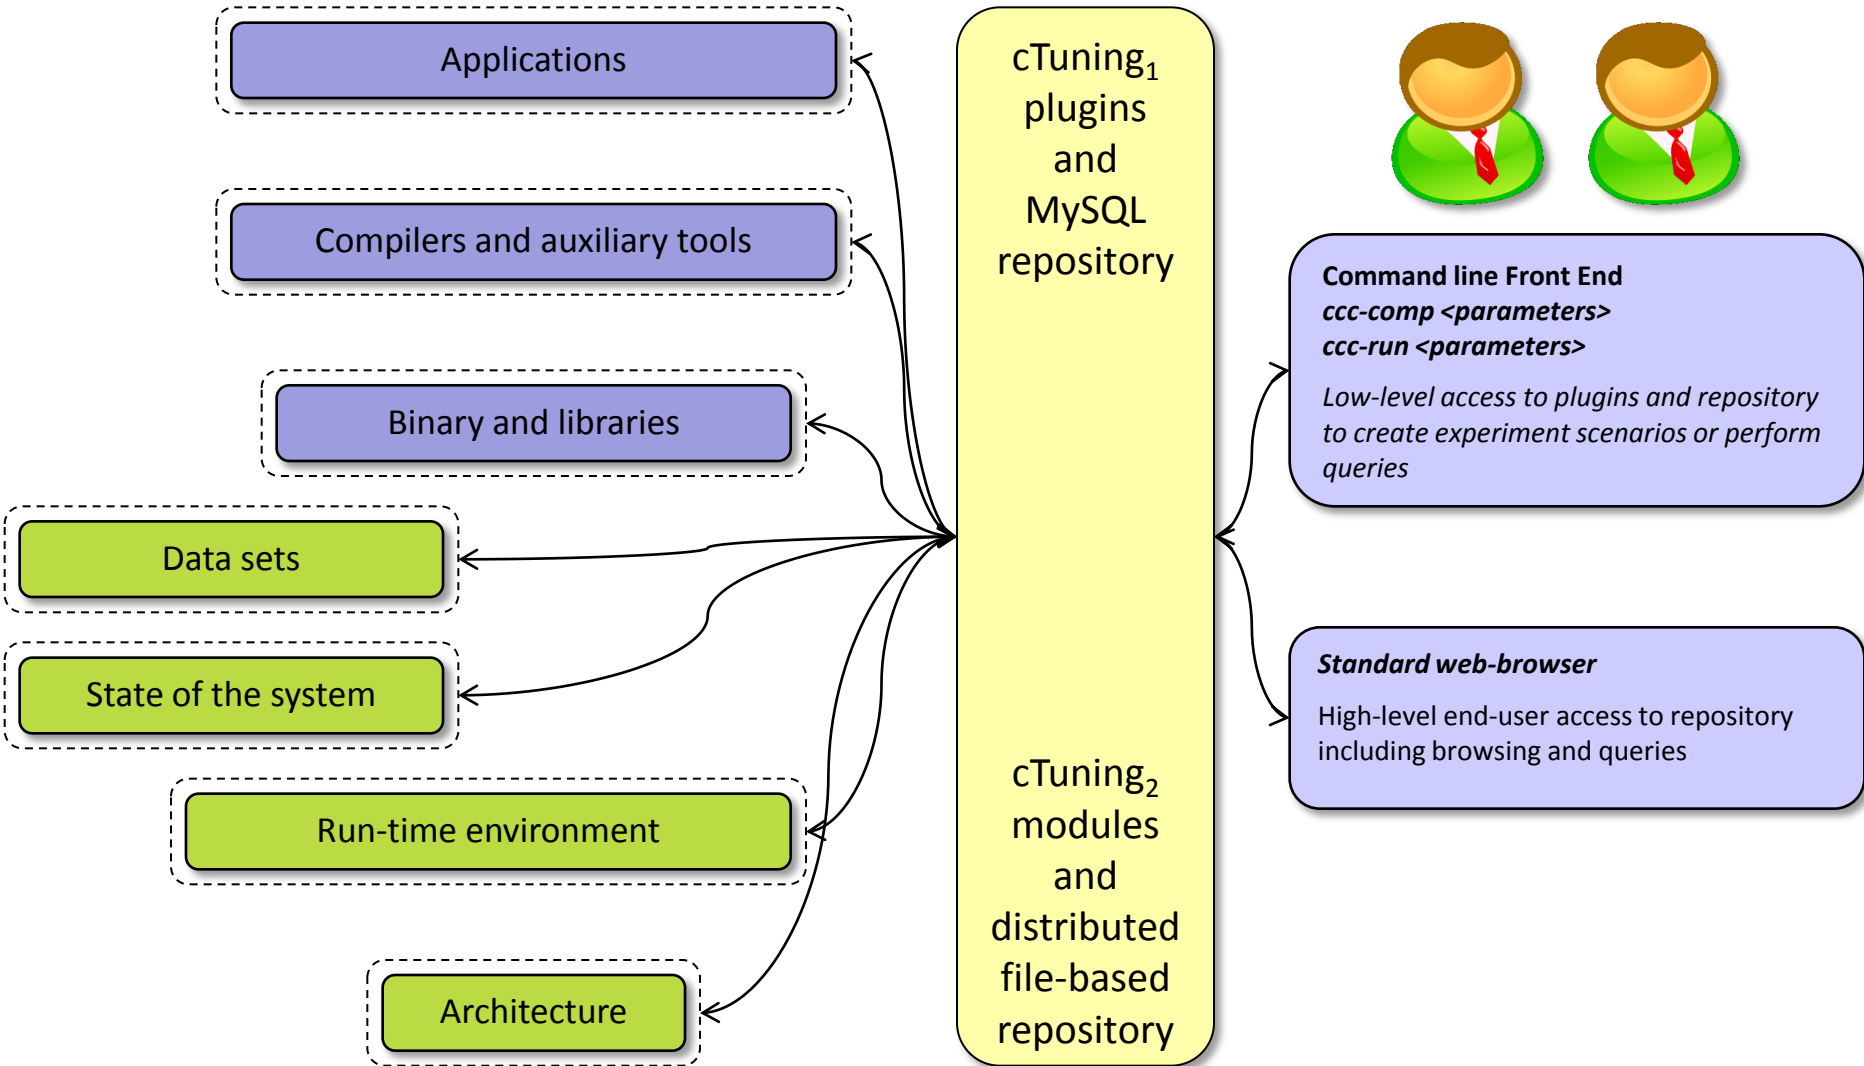 Applications
Compilers and auxiliary tools
Binary and libraries
Data sets
State of the system
Run-time environment
Architecture
cTuning₁
plugins
and
MySQL
repository
cTuning₂
modules
and
distributed
file-based
repository
Command line Front End
ccc-comp <parameters>
ccc-run <parameters>
Low-level access to plugins and repository
to create experiment scenarios or perform
queries
Standard web-browser
High-level end-user access to repository
including browsing and queries